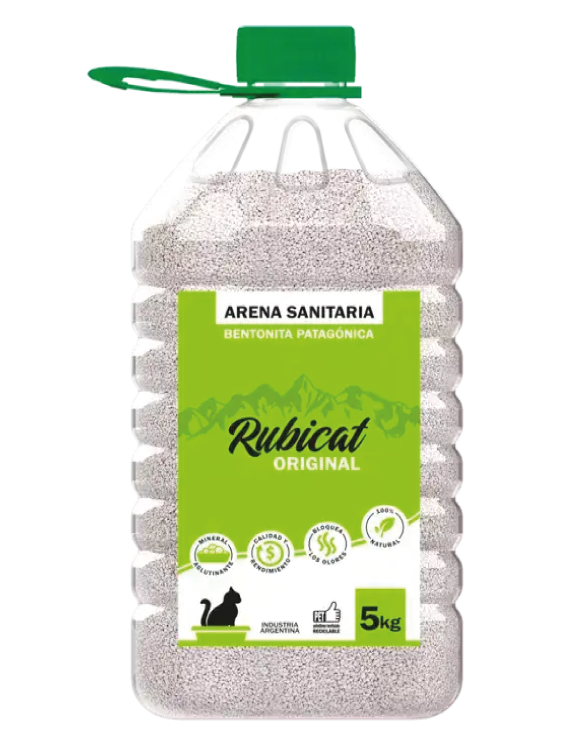 ARENA SANITARIA
BENTONITA PATAGÓNICA
Rubicat
ORIGINAL
MINERAL
AGLUTINANTE
CALIDAD Y
RENDIMIENTO
$
BLOQUEA
LOS OLORES
100%
NATURAL
INDUSTRIA
ARGENTINA
PET
RECICLABLE
5kg